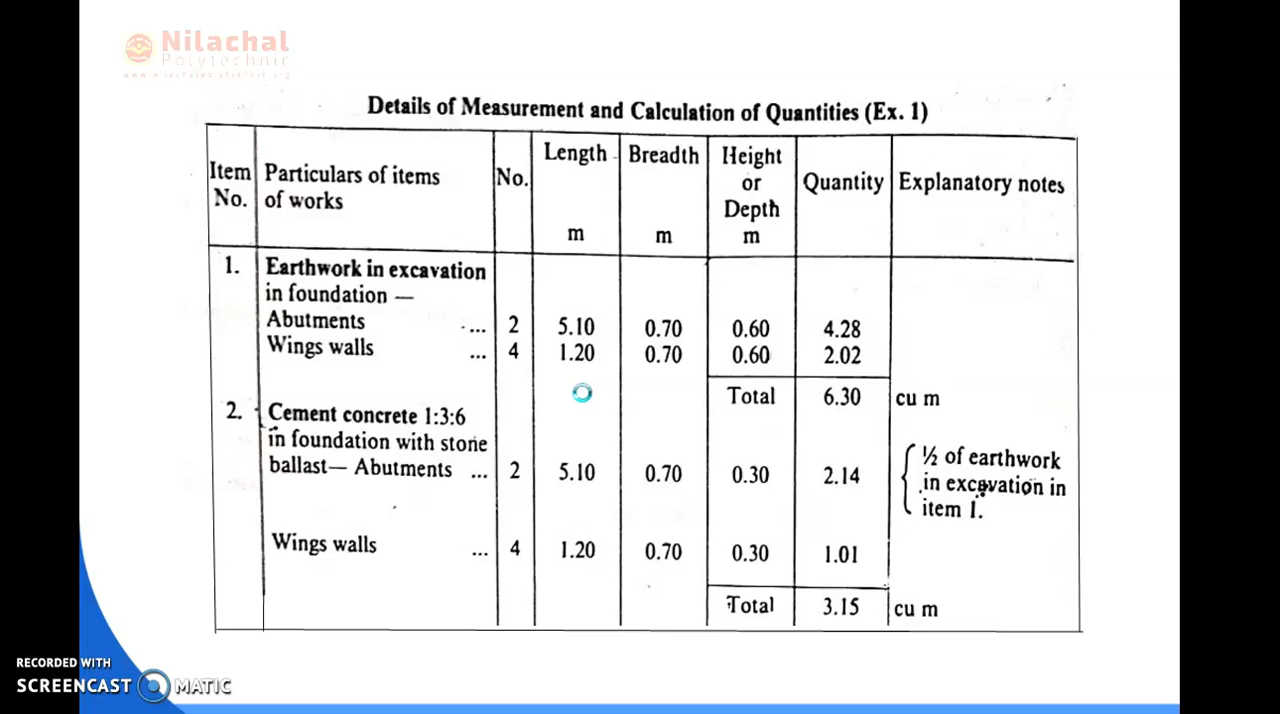 Nilachal
Polytechnic
Details of Measurement and Calculation of Quantities (Ex. 1)
Item No. Particulars of items of works No. Length m Breadth m Height or Depth m Quantity Explanatory notes
1. Earthwork in excavation
in foundation —
Abutments ... 2 5.10 0.70 0.60 4.28
Wings walls ... 4 1.20 0.70 0.60 2.02
Total 6.30 cu m
2. Cement concrete 1:3:6
in foundation with stone
ballast— Abutments ... 2 5.10 0.70 0.30 2.14
½ of earthwork
in excavation in
item 1.
Wings walls ... 4 1.20 0.70 0.30 1.01
Total 3.15 cu m
RECORDED WITH
SCREENCAST MATIC